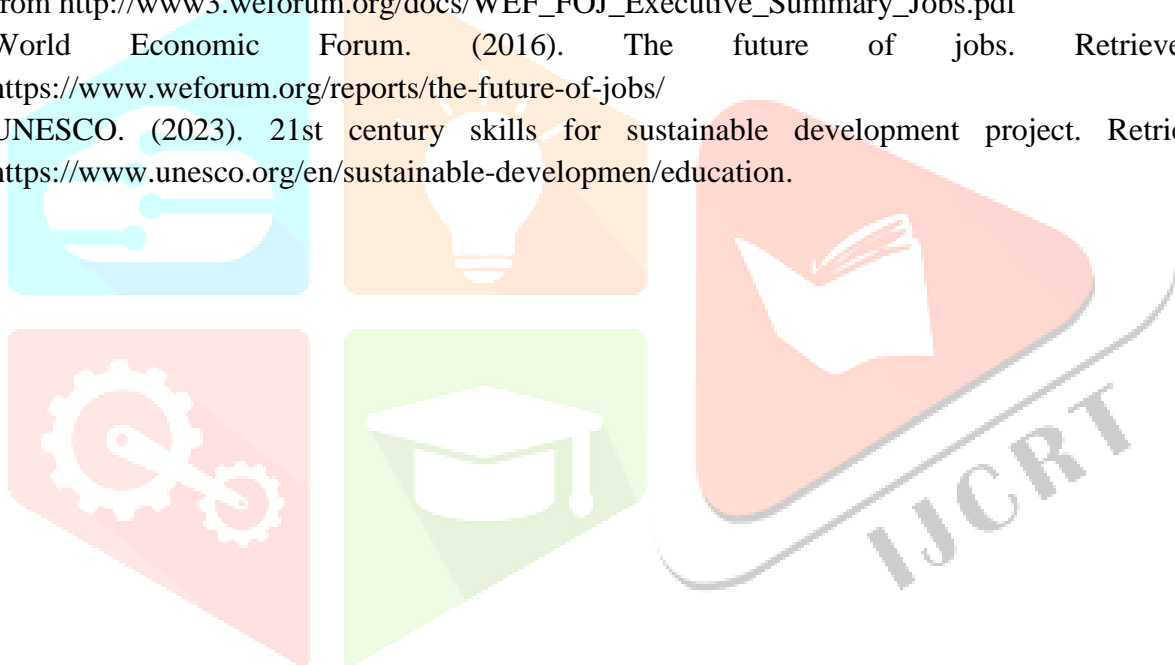 from http://www3.weforum.org/docs/WEF_FOJ_Executive_Summary_Jobs.pdf
World Economic Forum. (2016). The future of jobs.
https://www.weforum.org/reports/the-future-of-jobs/
UNESCO. (2023). 21st century skills for sustainable development project.
https://www.unesco.org/en/sustainable-developmen/education.
IJCRT